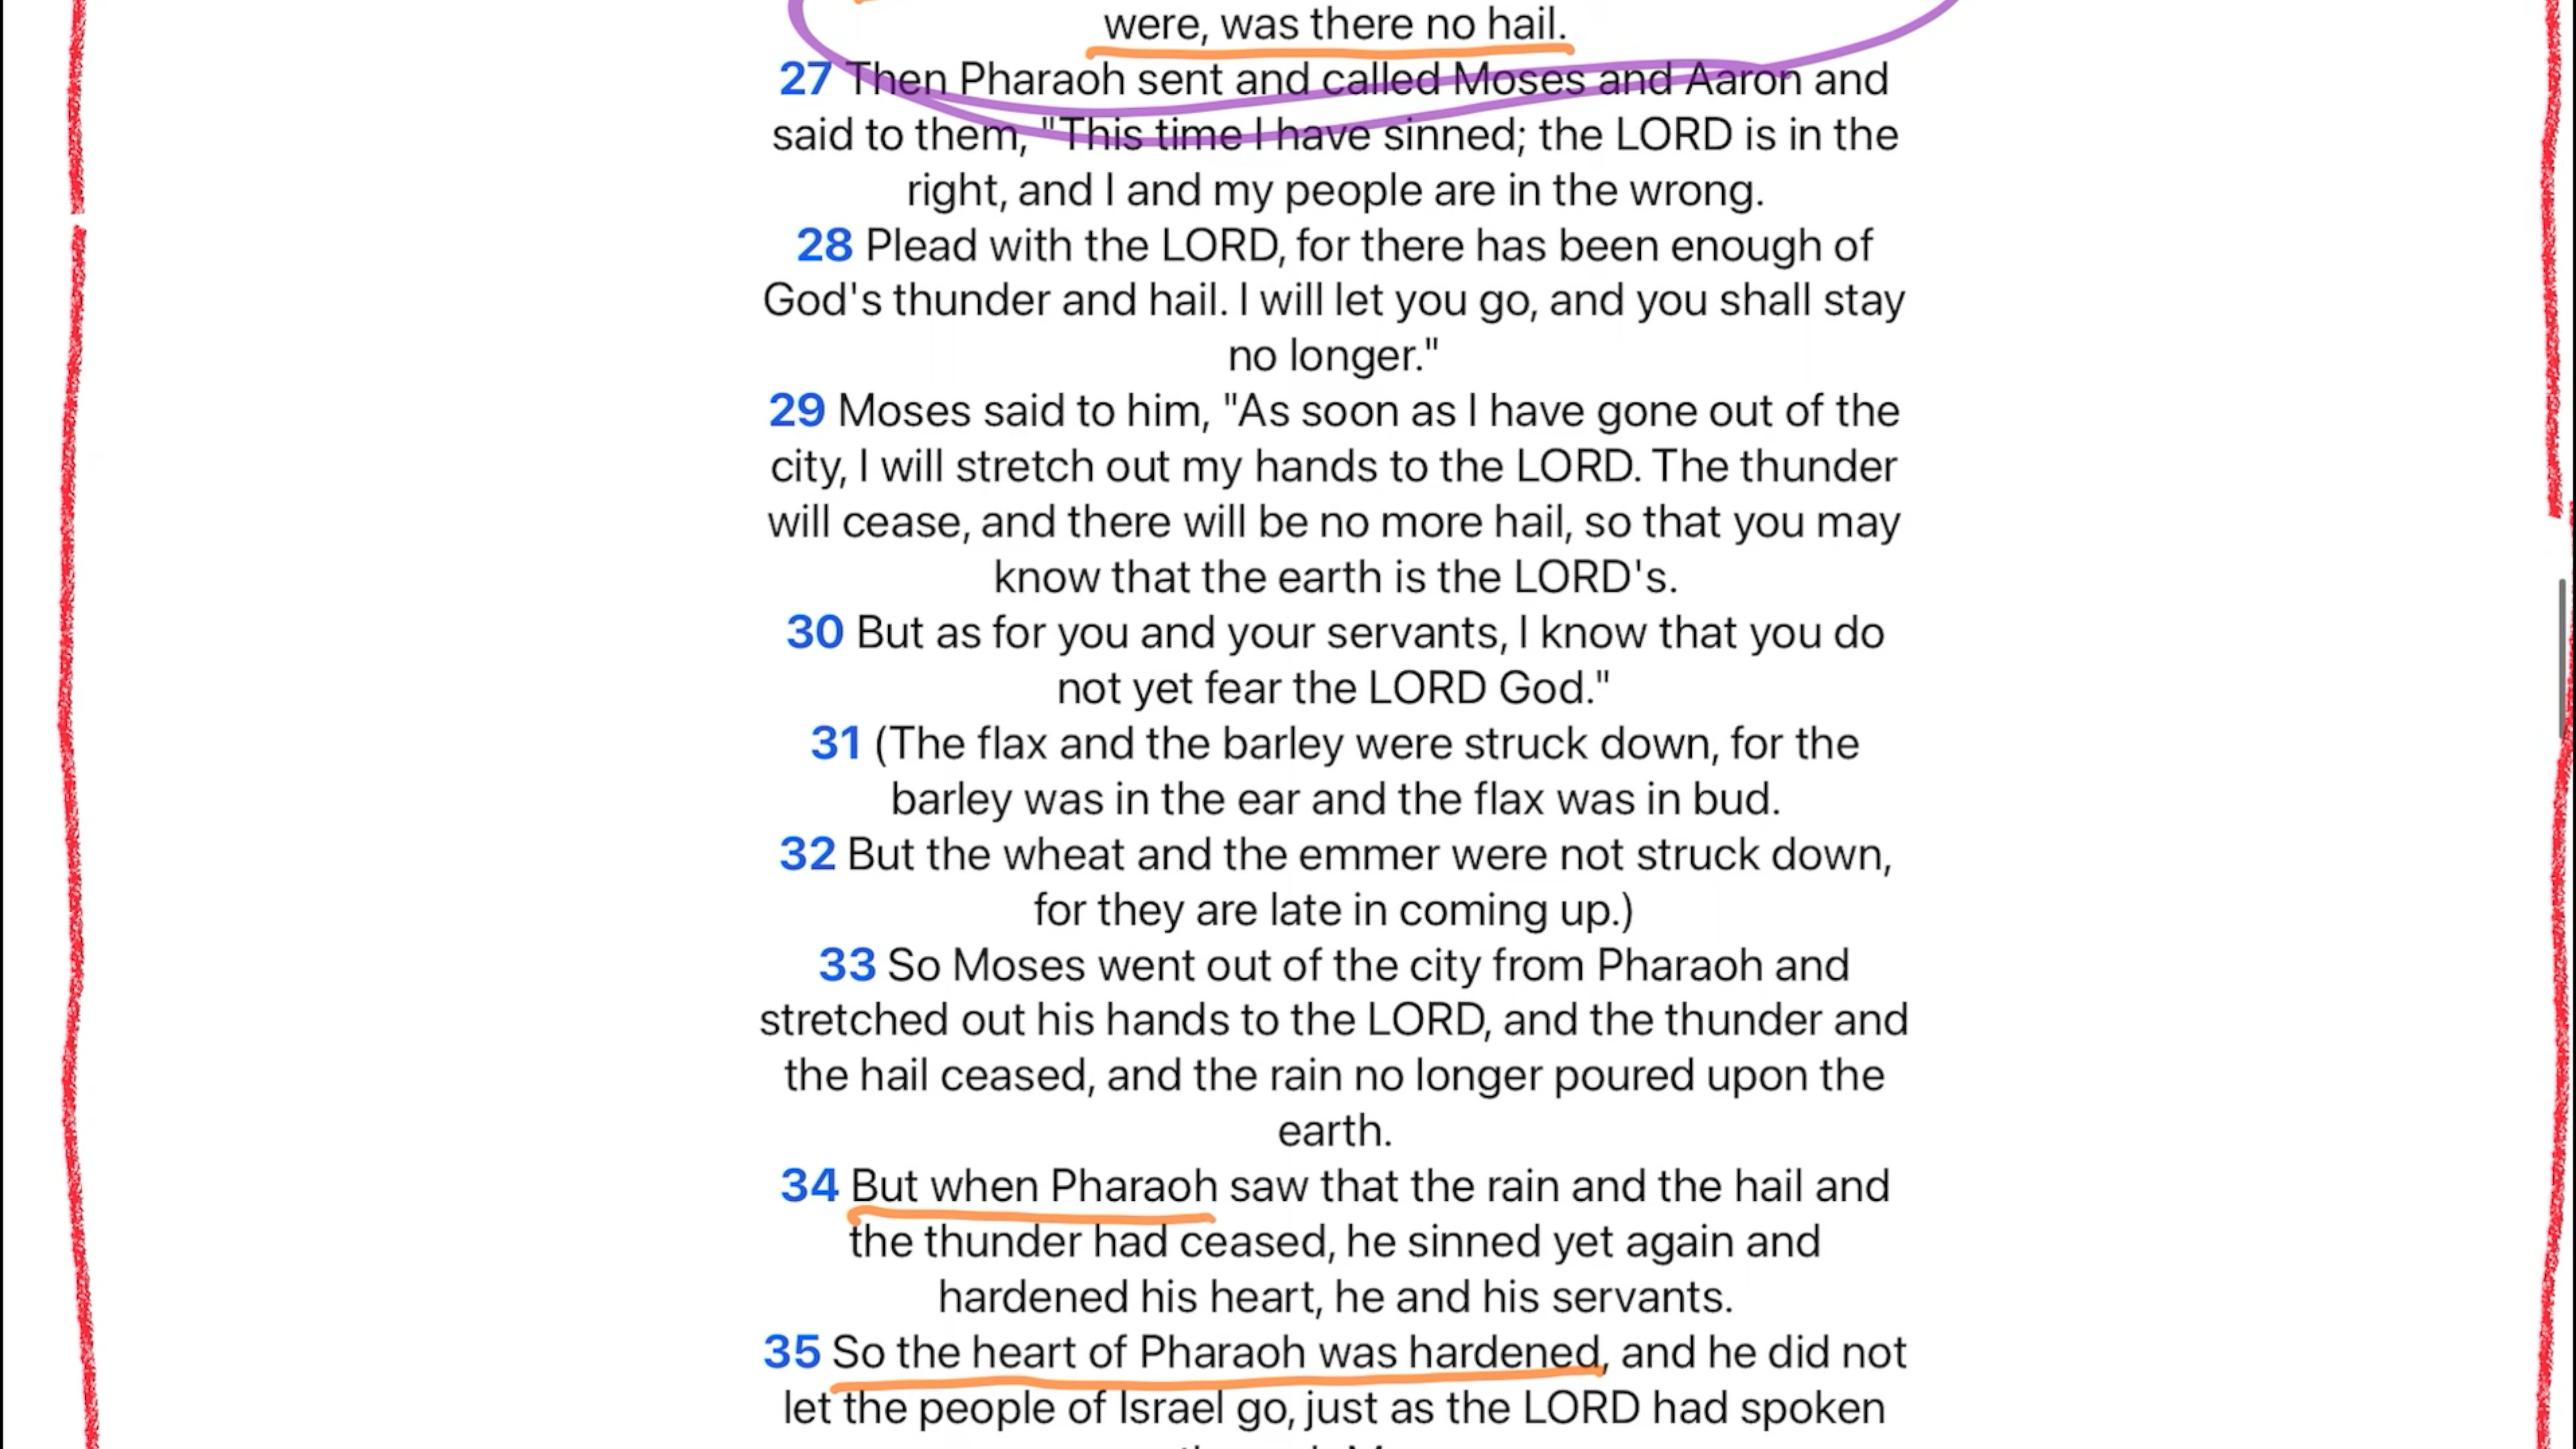 were, was there no hail.
27 Then Pharaoh sent and called Moses and Aaron and
said to them, "This time I have sinned; the LORD is in the
right, and I and my people are in the wrong.
28 Plead with the LORD, for there has been enough of
God's thunder and hail. I will let you go, and you shall stay
no longer."
29 Moses said to him, "As soon as I have gone out of the
city, I will stretch out my hands to the LORD. The thunder
will cease, and there will be no more hail, so that you may
know that the earth is the LORD's.
30 But as for you and your servants, I know that you do
not yet fear the LORD God."
31 (The flax and the barley were struck down, for the
barley was in the ear and the flax was in bud.
32 But the wheat and the emmer were not struck down,
for they are late in coming up.)
33 So Moses went out of the city from Pharaoh and
stretched out his hands to the LORD, and the thunder and
the hail ceased, and the rain no longer poured upon the
earth.
34 But when Pharaoh saw that the rain and the hail and
the thunder had ceased, he sinned yet again and
hardened his heart, he and his servants.
35 So the heart of Pharaoh was hardened, and he did not
let the people of Israel go, just as the LORD had spoken